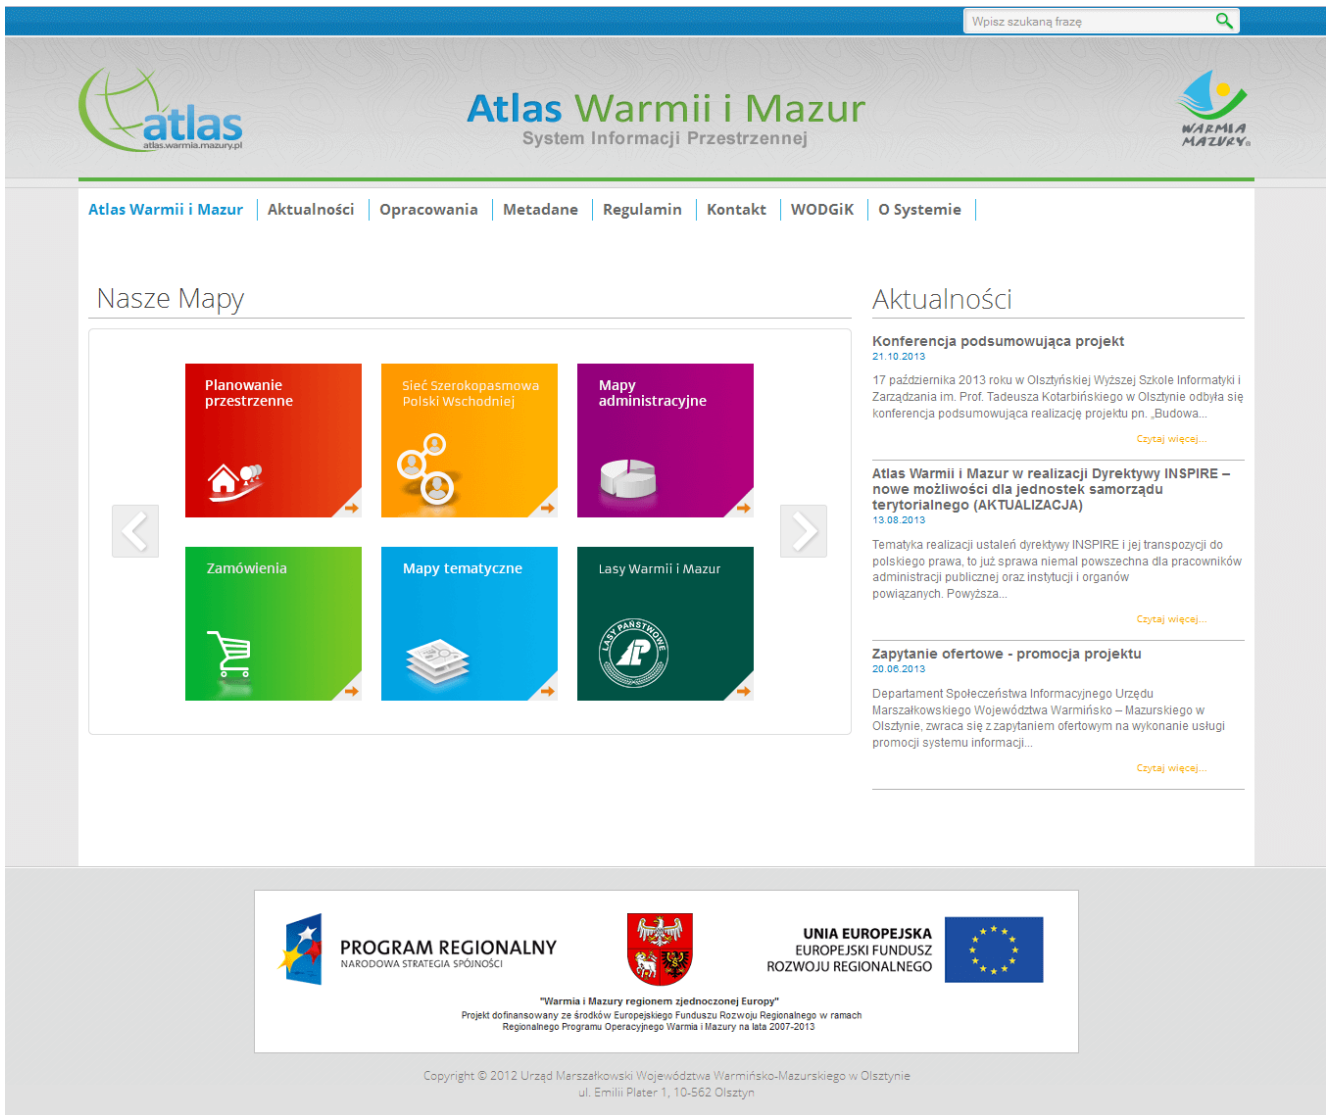 Wpisz szukaną frazę
atlas
atlas.warmia.mazury.pl
Atlas Warmii i Mazur
System Informacji Przestrzennej
WARMIA
MAZURY
Atlas Warmii i Mazur
Aktualności
Opracowania
Metadane
Regulamin
Kontakt
WODGiK
O Systemie
Nasze Mapy
Planowanie
przestrzenne
Sieć Szerokopasmowa
Polski Wschodniej
Mapy
administracyjne
Zamówienia
Mapy tematyczne
Lasy Warmii i Mazur
LASY PAŃSTWOWE
Aktualności
Konferencja podsumowująca projekt
21.10.2013
17 października 2013 roku w Olsztyńskiej Wyższej Szkole Informatyki i
Zarządzania im. Prof. Tadeusza Kotarbińskiego w Olsztynie odbyła się
konferencja podsumowująca realizację projektu pn. „Budowa...
Czytaj więcej...
Atlas Warmii i Mazur w realizacji Dyrektywy INSPIRE –
nowe możliwości dla jednostek samorządu
terytorialnego (AKTUALIZACJA)
13.08.2013
Tematyka realizacji ustaleń dyrektywy INSPIRE i jej transpozycji do
polskiego prawa, to już sprawa niemal powszechna dla pracowników
administracji publicznej oraz instytucji i organów
powiązanych. Powyższa...
Czytaj więcej...
Zapytanie ofertowe - promocja projektu
20.06.2013
Departament Społeczeństwa Informacyjnego Urzędu
Marszałkowskiego Województwa Warmińsko – Mazurskiego w
Olsztynie, zwraca się z zapytaniem ofertowym na wykonanie usługi
promocji systemu informacji...
Czytaj więcej...
PROGRAM REGIONALNY
NARODOWA STRATEGIA SPÓJNOŚCI
UNIA EUROPEJSKA
EUROPEJSKI FUNDUSZ
ROZWOJU REGIONALNEGO
"Warmia i Mazury regionem zjednoczonej Europy"
Projekt dofinansowany ze środków Europejskiego Funduszu Rozwoju Regionalnego w ramach
Regionalnego Programu Operacyjnego Warmia i Mazury na lata 2007-2013
Copyright © 2012 Urząd Marszałkowski Województwa Warmińsko-Mazurskiego w Olsztynie
ul. Emilii Plater 1, 10-562 Olsztyn